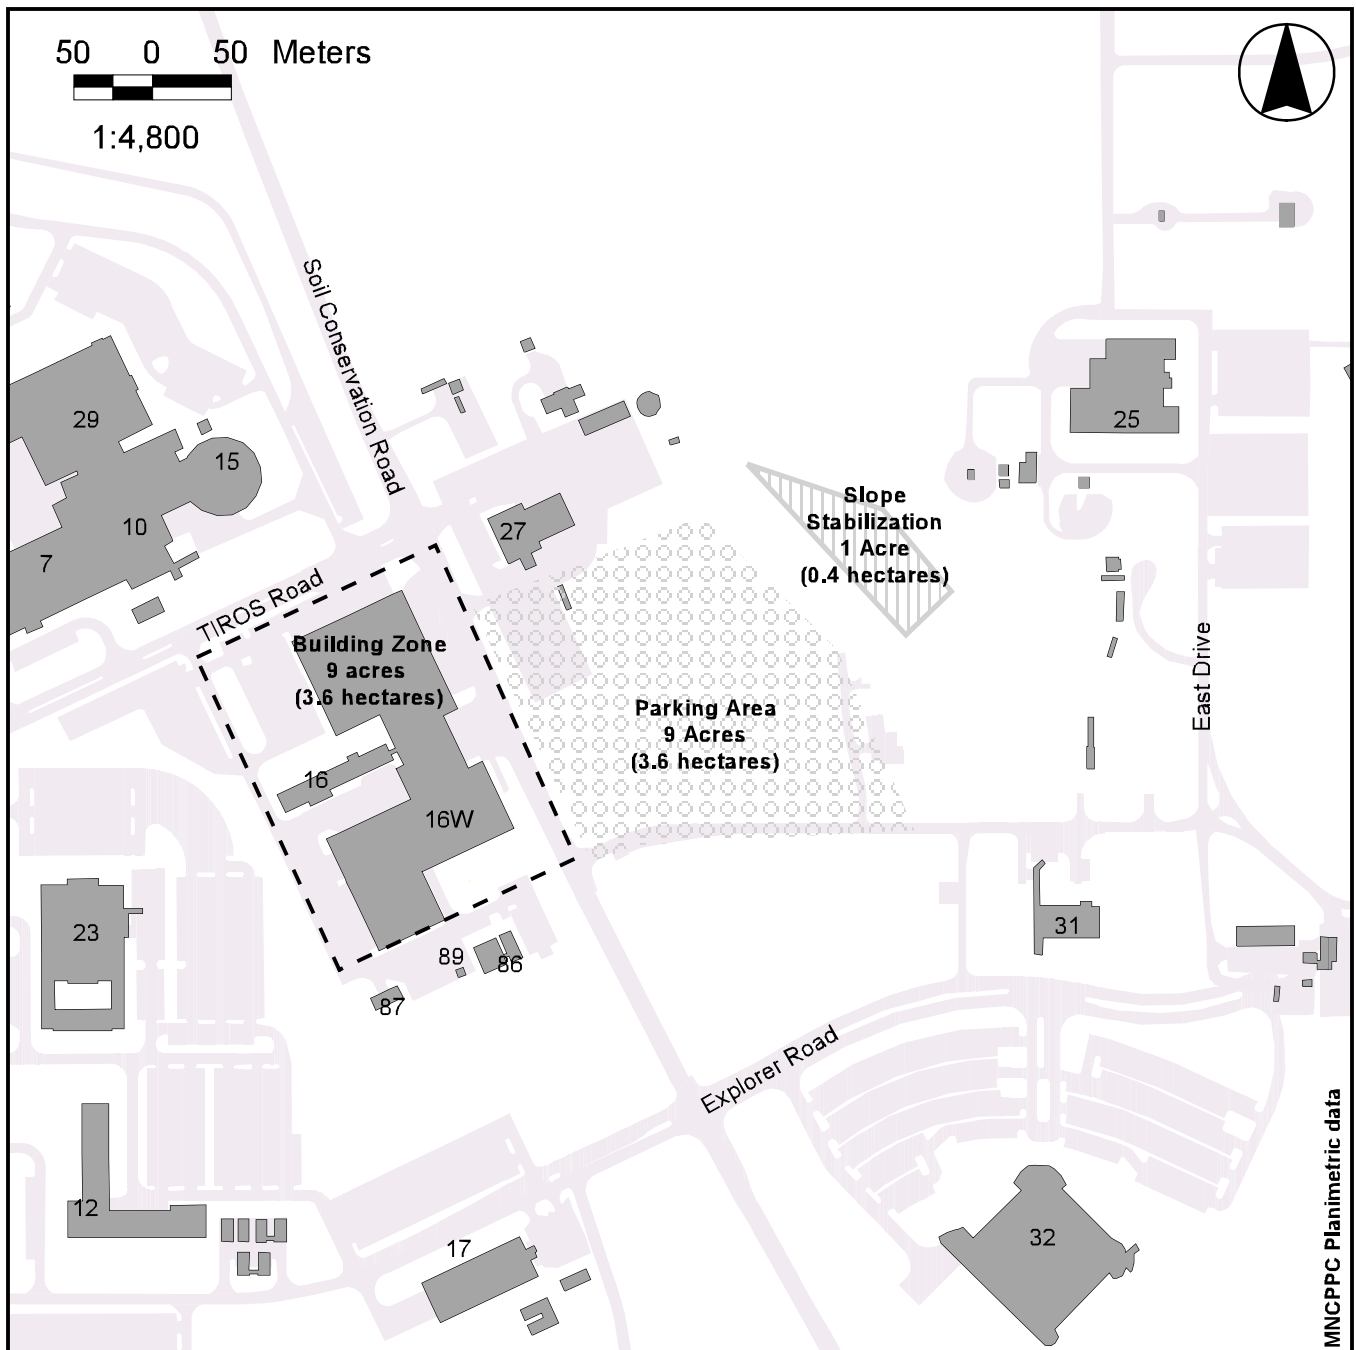 50 0 50 Meters
1:4,800
Soil Conservation Road
29
15
10
7
25
27
Slope
Stabilization
1 Acre
(0.4 hectares)
TIROS Road
Building Zone
9 acres
(3.6 hectares)
East Drive
Parking Area
9 Acres
(3.6 hectares)
16
16W
23
31
89
86
87
Explorer Road
12
17
32
MNCPPC Planimetric data